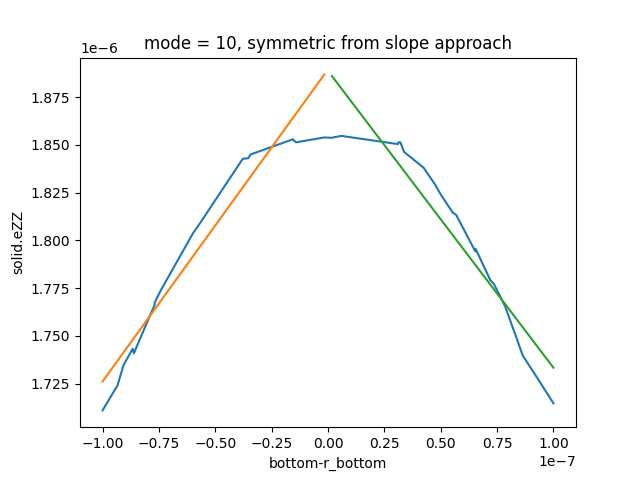 mode = 10, symmetric from slope approach
1e−6
1.875
1.850
1.825
1.800
1.775
1.750
1.725
solid.eZZ
−1.00 −0.75 −0.50 −0.25 0.00 0.25 0.50 0.75 1.00
1e−7
bottom-r_bottom